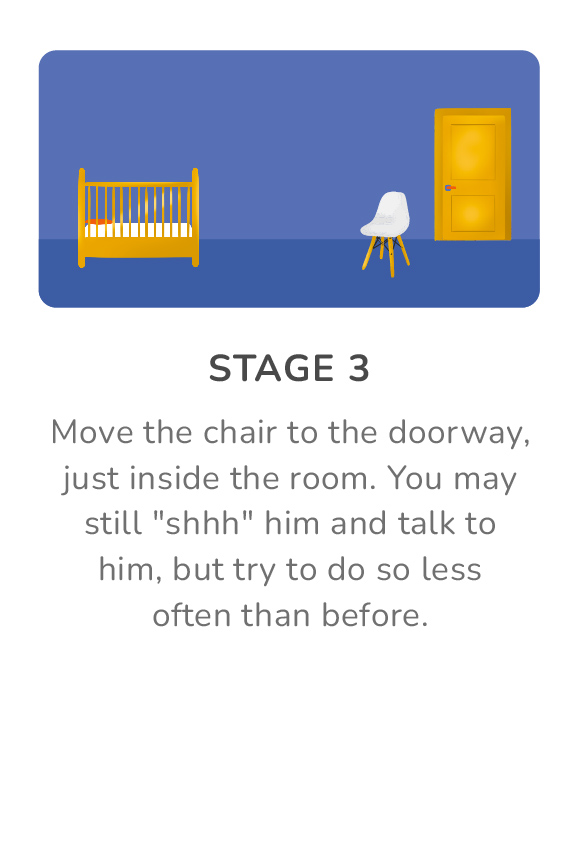 STAGE 3
Move the chair to the doorway,
just inside the room. You may
still "shhh" him and talk to
him, but try to do so less
often than before.